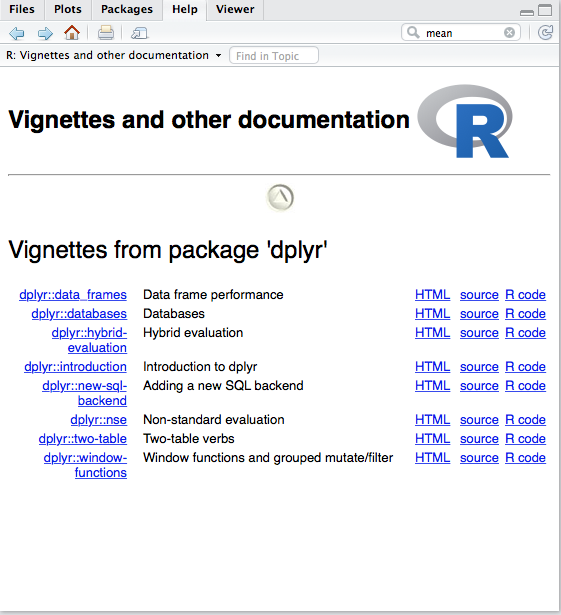 Files Plots Packages Help Viewer
mean
R: Vignettes and other documentation Find in Topic
Vignettes and other documentation R
Vignettes from package 'dplyr'
dplyr::data_frames Data frame performance HTML source R code
dplyr::databases Databases HTML source R code
dplyr::hybrid- Hybrid evaluation HTML source R code
evaluation
dplyr::introduction Introduction to dplyr HTML source R code
dplyr::new-sql- Adding a new SQL backend HTML source R code
backend
dplyr::nse Non-standard evaluation HTML source R code
dplyr::two-table Two-table verbs HTML source R code
dplyr::window- Window functions and grouped mutate/filter HTML source R code
functions